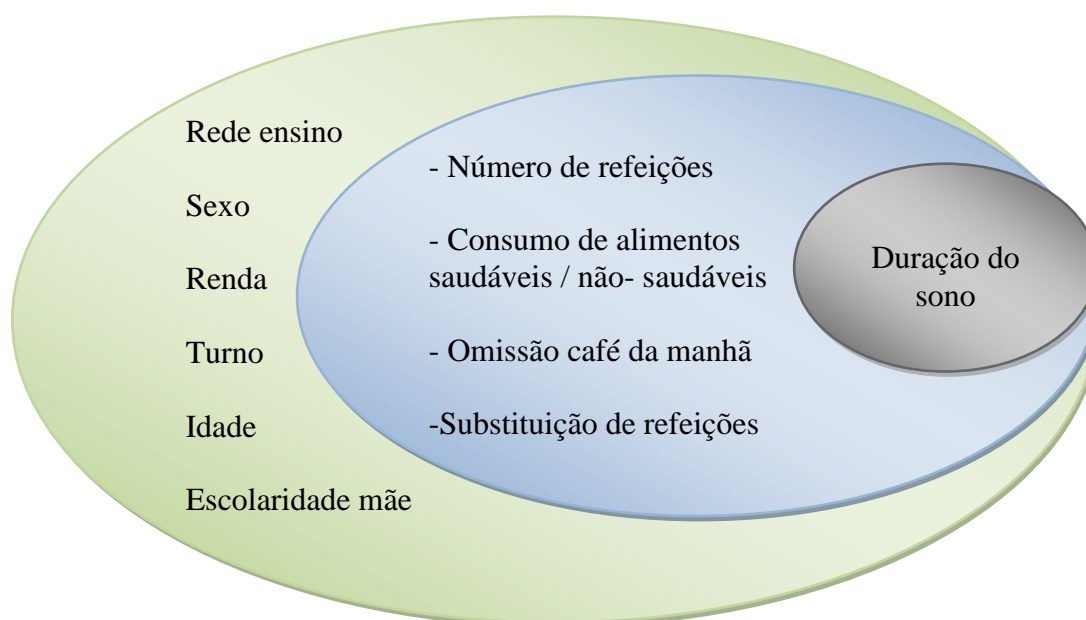 Rede ensino
Sexo
Renda
Turno
Idade
Escolaridade mãe
- Número de refeições
- Consumo de alimentos
saudáveis / não- saudáveis
- Omissão café da manhã
-Substituição de refeições
Duração do
sono